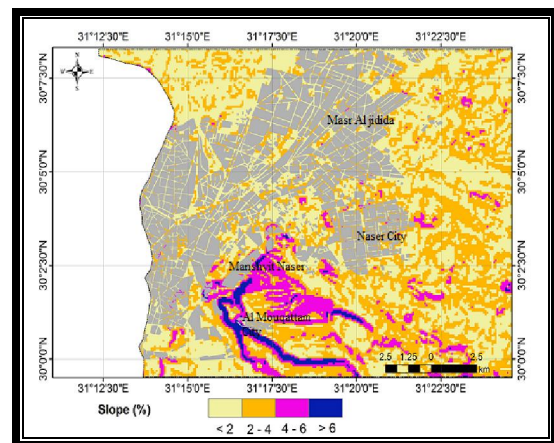 31°12'30"E 31°15'0"E 31°17'30"E 31°20'0"E 31°22'30"E
30°7'30"N 30°7'30"N
Masr Al jidida
30°5'0"N 30°5'0"N
Naser City
30°2'30"N 30°2'30"N
Manshyit Naser
Al Mouqattam
City
2.5 1.25 0 2.5
km
30°0'0"N 30°0'0"N
31°12'30"E 31°15'0"E 31°17'30"E 31°20'0"E 31°22'30"E
Slope (%)
< 2 2 - 4 4 - 6 > 6